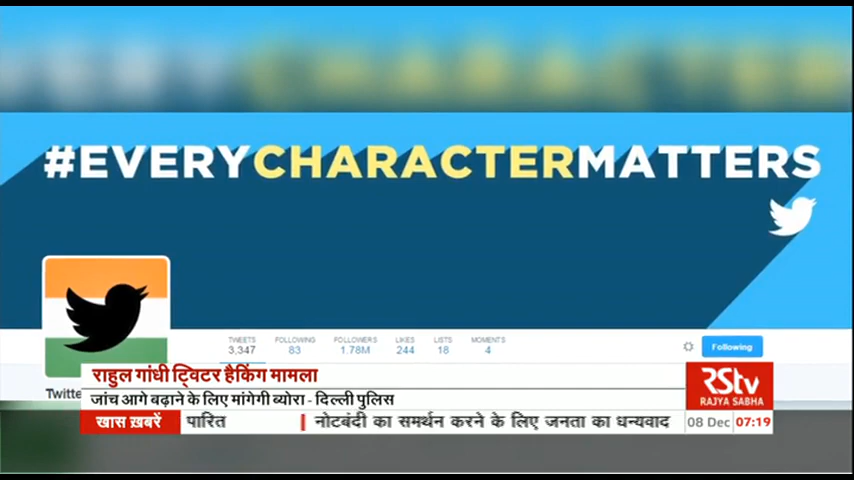 #EVERYCHARACTERMATTERS
TWEETS FOLLOWING FOLLOWERS LIKES LISTS MOMENTS
3,347 83 1.78M 244 18 4
Following
राहुल गांधी ट्विटर हैकिंग मामला
Twitte
जांच आगे बढ़ाने के लिए मांगेगी ब्योरा - दिल्ली पुलिस
RStv
RAJYA SABHA
खास ख़बरें पारित नोटबंदी का समर्थन करने के लिए जनता का धन्यवाद 08 Dec 07:19